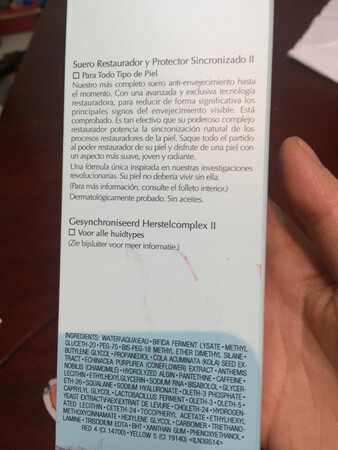 Suero Restaurador y Protector Sincronizado II
☐ Para Todo Tipo de Piel
Nuestro más completo suero anti-envejecimiento hasta
el momento. Con una avanzada y exclusiva tecnología
restauradora, para reducir de forma significativa los
principales signos del envejecimiento visible. Está
comprobado. Es tan efectivo que su poderoso complejo
restaurador potencia la sincronización natural de los
procesos restauradores de la piel. Saque todo el partido
al poder restaurador de su piel y disfrute de una piel con
un aspecto más suave, joven y radiante.
Una fórmula única inspirada en nuestras investigaciones
revolucionarias. Su piel no debería vivir sin ella.
(Para más información, consulte el folleto interior.)
Dermatológicamente probado. Sin aceites.
Gesynchroniseerd Herstelcomplex II
☐ Voor alle huidtypes
(Zie bijsluiter voor meer informatie.)
INGREDIENTS: WATER\AQUA\EAU • BIFIDA FERMENT LYSATE • METHYL
GLUCETH-20 • PEG-75 • BIS-PEG-18 METHYL ETHER DIMETHYL SILANE •
BUTYLENE GLYCOL • PROPANEDIOL • COLA ACUMINATA (KOLA) SEED EX-
TRACT • ECHINACEA PURPUREA (CONEFLOWER) EXTRACT • ANTHEMIS
NOBILIS (CHAMOMILE) • HYDROLYZED ALGIN • PANTETHINE • CAFFEINE •
LECITHIN • ETHYLHEXYLGLYCERIN • SODIUM RNA • BISABOLOL • GLYCER-
ETH-26 • SQUALANE • SODIUM HYALURONATE • OLETH-3 PHOSPHATE •
CAPRYLYL GLYCOL • LACTOBACILLUS FERMENT • OLETH-3 • OLETH-5 •
YEAST EXTRACT\FAEX\EXTRAIT DE LEVURE • CHOLETH-24 • HYDROGEN-
ATED LECITHIN • CETETH-24 • TOCOPHERYL ACETATE • ETHYLHEXYL
METHOXYCINNAMATE • HEXYLENE GLYCOL • CARBOMER • TRIETHANO-
LAMINE • TRISODIUM EDTA • BHT • XANTHAN GUM • PHENOXYETHANOL •
RED 4 (CI 14700) • YELLOW 5 (CI 19140) <ILN39514>